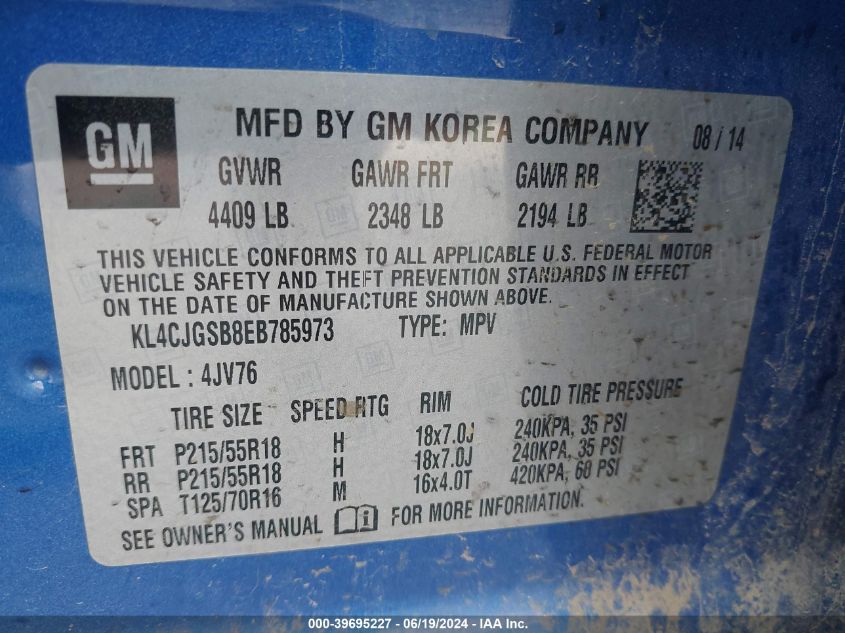 GM
MFD BY GM KOREA COMPANY 08 / 14
GVWR GAWR FRT GAWR RR
4409 LB 2348 LB 2194 LB
THIS VEHICLE CONFORMS TO ALL APPLICABLE U.S. FEDERAL MOTOR
VEHICLE SAFETY AND THEFT PREVENTION STANDARDS IN EFFECT
ON THE DATE OF MANUFACTURE SHOWN ABOVE.
KL4CJGSB8EB785973 TYPE: MPV
MODEL : 4JV76
TIRE SIZE SPEED RTG RIM COLD TIRE PRESSURE
FRT P215/55R18 H 18x7.0J 240KPA, 35 PSI
RR P215/55R18 H 18x7.0J 240KPA, 35 PSI
SPA T125/70R16 M 16x4.0T 420KPA, 60 PSI
SEE OWNER'S MANUAL FOR MORE INFORMATION.
000-39695227 - 06/19/2024 - IAA Inc.